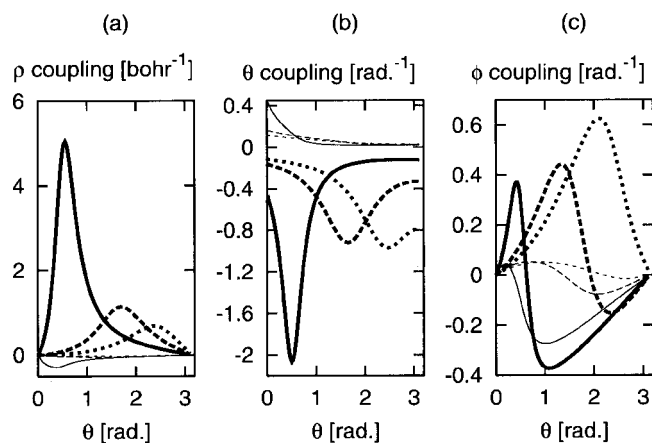 (a) (b) (c)
ρ coupling [bohr⁻¹] θ coupling [rad.⁻¹] ϕ coupling [rad.⁻¹]
6
4
2
0
0 1 2 3
θ [rad.]
0.4
0
-0.4
-0.8
-1.2
-1.6
-2
0 1 2 3
θ [rad.]
0.6
0.4
0.2
0
-0.2
-0.4
0 1 2 3
θ [rad.]